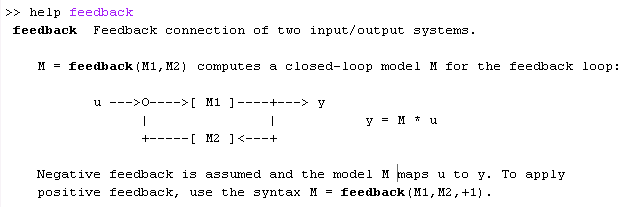 >> help feedback
feedback  Feedback connection of two input/output systems.
M = feedback(M1,M2) computes a closed-loop model M for the feedback loop:
u --->O---->[ M1 ]----+---> y
|               |           y = M * u
+-----[ M2 ]<---+
Negative feedback is assumed and the model M maps u to y. To apply
positive feedback, use the syntax M = feedback(M1,M2,+1).